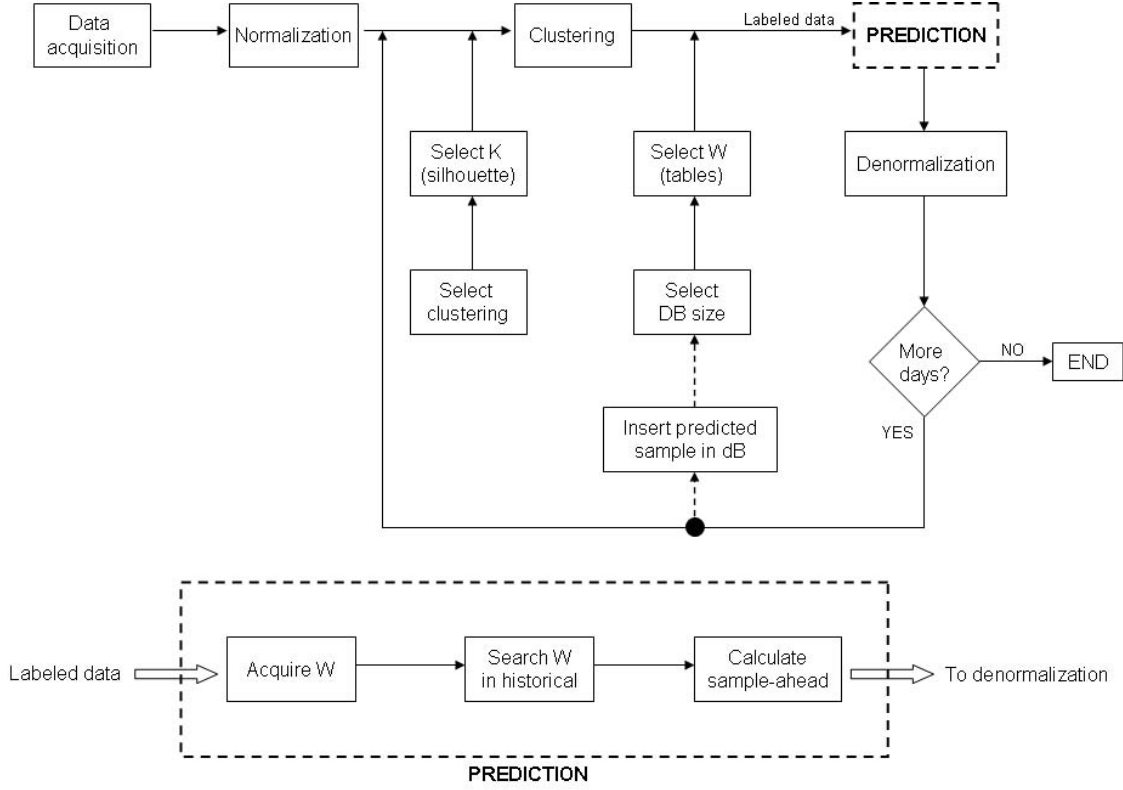 Data
acquisition
Normalization
Clustering
Labeled data
PREDICTION
Select K
(silhouette)
Select W
(tables)
Denormalization
Select
clustering
Select
DB size
More
days?
NO
END
YES
Insert predicted
sample in dB
Labeled data
Acquire W
Search W
in historical
Calculate
sample-ahead
To denormalization
PREDICTION